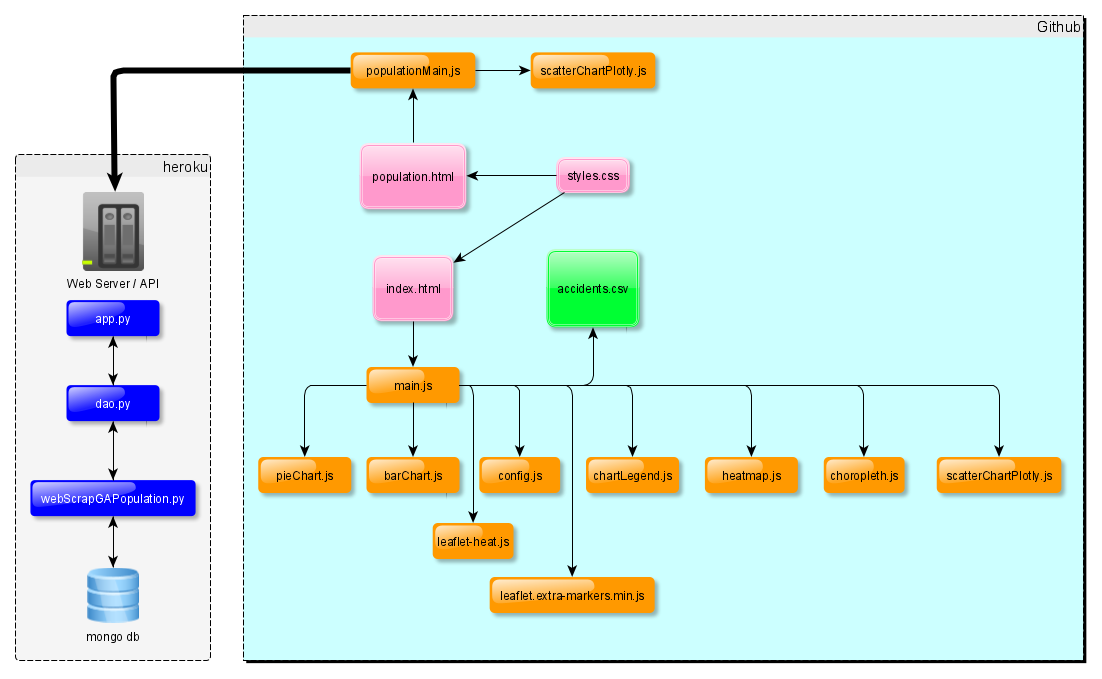 Github
populationMain.js
scatterChartPlotly.js
heroku
population.html
styles.css
Web Server / API
index.html
accidents.csv
app.py
main.js
dao.py
pieChart.js
barChart.js
config.js
chartLegend.js
heatmap.js
choropleth.js
scatterChartPlotly.js
webScrapGAPopulation.py
leaflet-heat.js
leaflet.extra-markers.min.js
mongo db